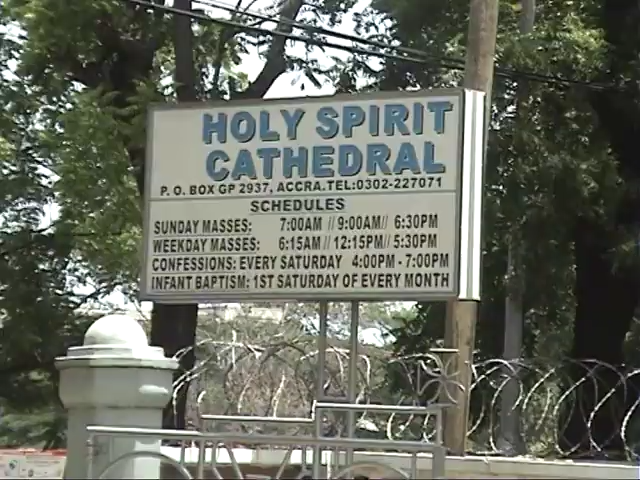 HOLY SPIRIT
CATHEDRAL
P. O. BOX GP 2937, ACCRA.TEL:0302-227071
SCHEDULES
SUNDAY MASSES: 7:00AM // 9:00AM// 6:30PM
WEEKDAY MASSES: 6:15AM // 12:15PM// 5:30PM
CONFESSIONS: EVERY SATURDAY 4:00PM - 7:00PM
INFANT BAPTISM: 1ST SATURDAY OF EVERY MONTH